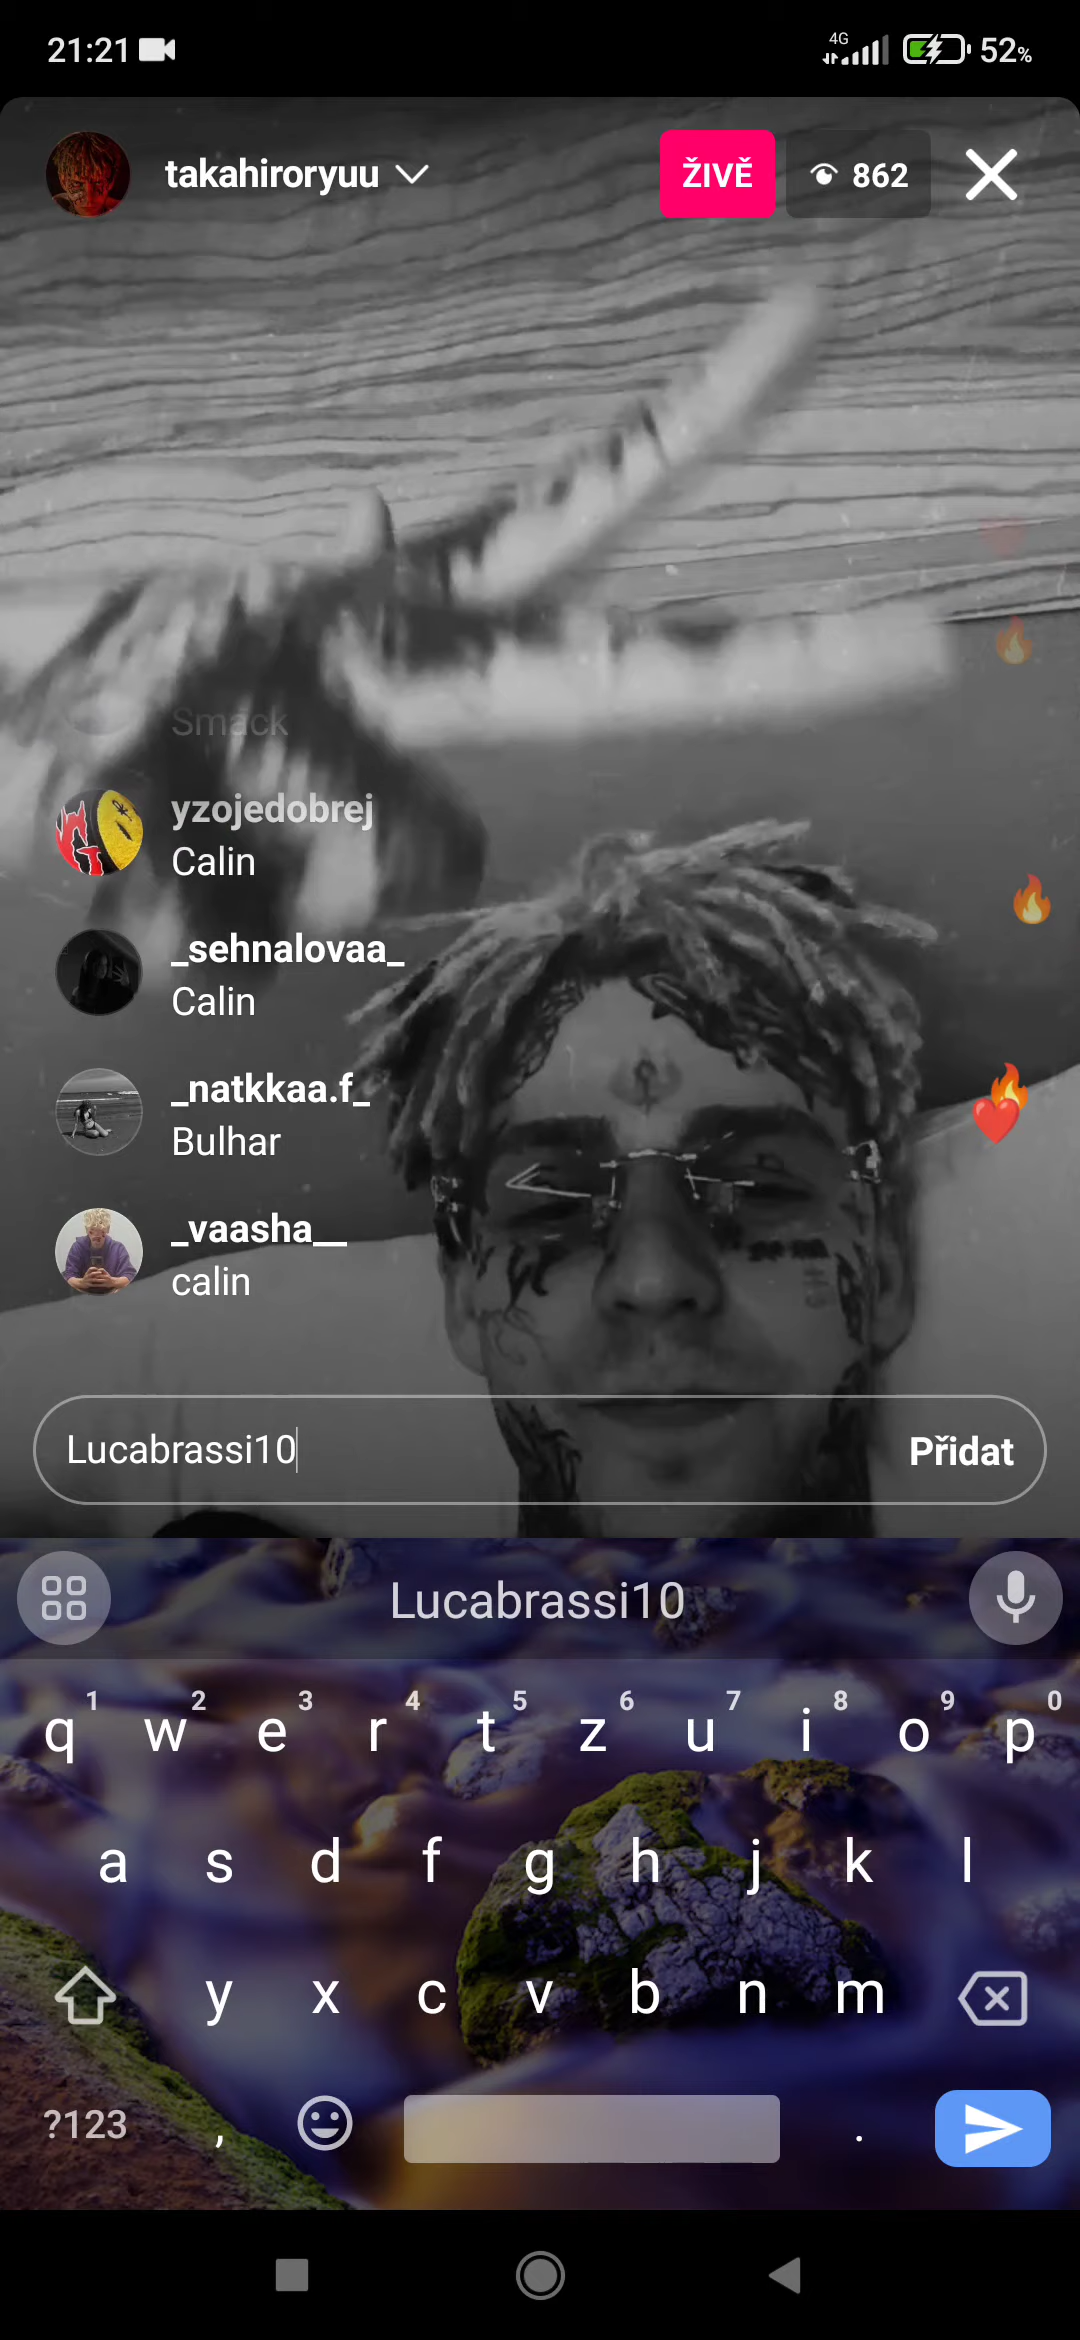 21:21
4G
52%
takahiroryuu
ŽIVĚ
862
Smack
yzojedobrej
Calin
_sehnalovaa_
Calin
_natkkaa.f_
Bulhar
_vaasha__
calin
Lucabrassi10
Přidat
Lucabrassi10
1 2 3 4 5 6 7 8 9 0
q w e r t z u i o p
a s d f g h j k l
y x c v b n m
?123 , .